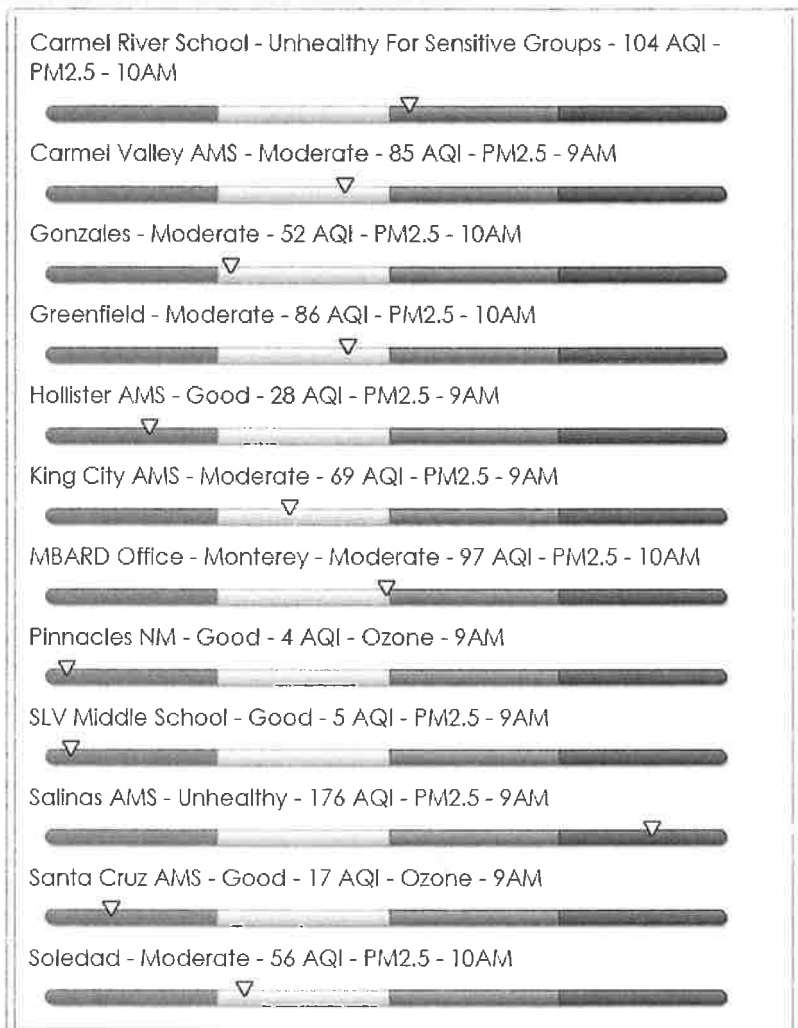 Carmel River School - Unhealthy For Sensitive Groups - 104 AQI -
PM2.5 - 10AM
Carmel Valley AMS - Moderate - 85 AQI - PM2.5 - 9AM
Gonzales - Moderate - 52 AQI - PM2.5 - 10AM
Greenfield - Moderate - 86 AQI - PM2.5 - 10AM
Hollister AMS - Good - 28 AQI - PM2.5 - 9AM
King City AMS - Moderate - 69 AQI - PM2.5 - 9AM
MBARD Office - Monterey - Moderate - 97 AQI - PM2.5 - 10AM
Pinnacles NM - Good - 4 AQI - Ozone - 9AM
SLV Middle School - Good - 5 AQI - PM2.5 - 9AM
Salinas AMS - Unhealthy - 176 AQI - PM2.5 - 9AM
Santa Cruz AMS - Good - 17 AQI - Ozone - 9AM
Soledad - Moderate - 56 AQI - PM2.5 - 10AM